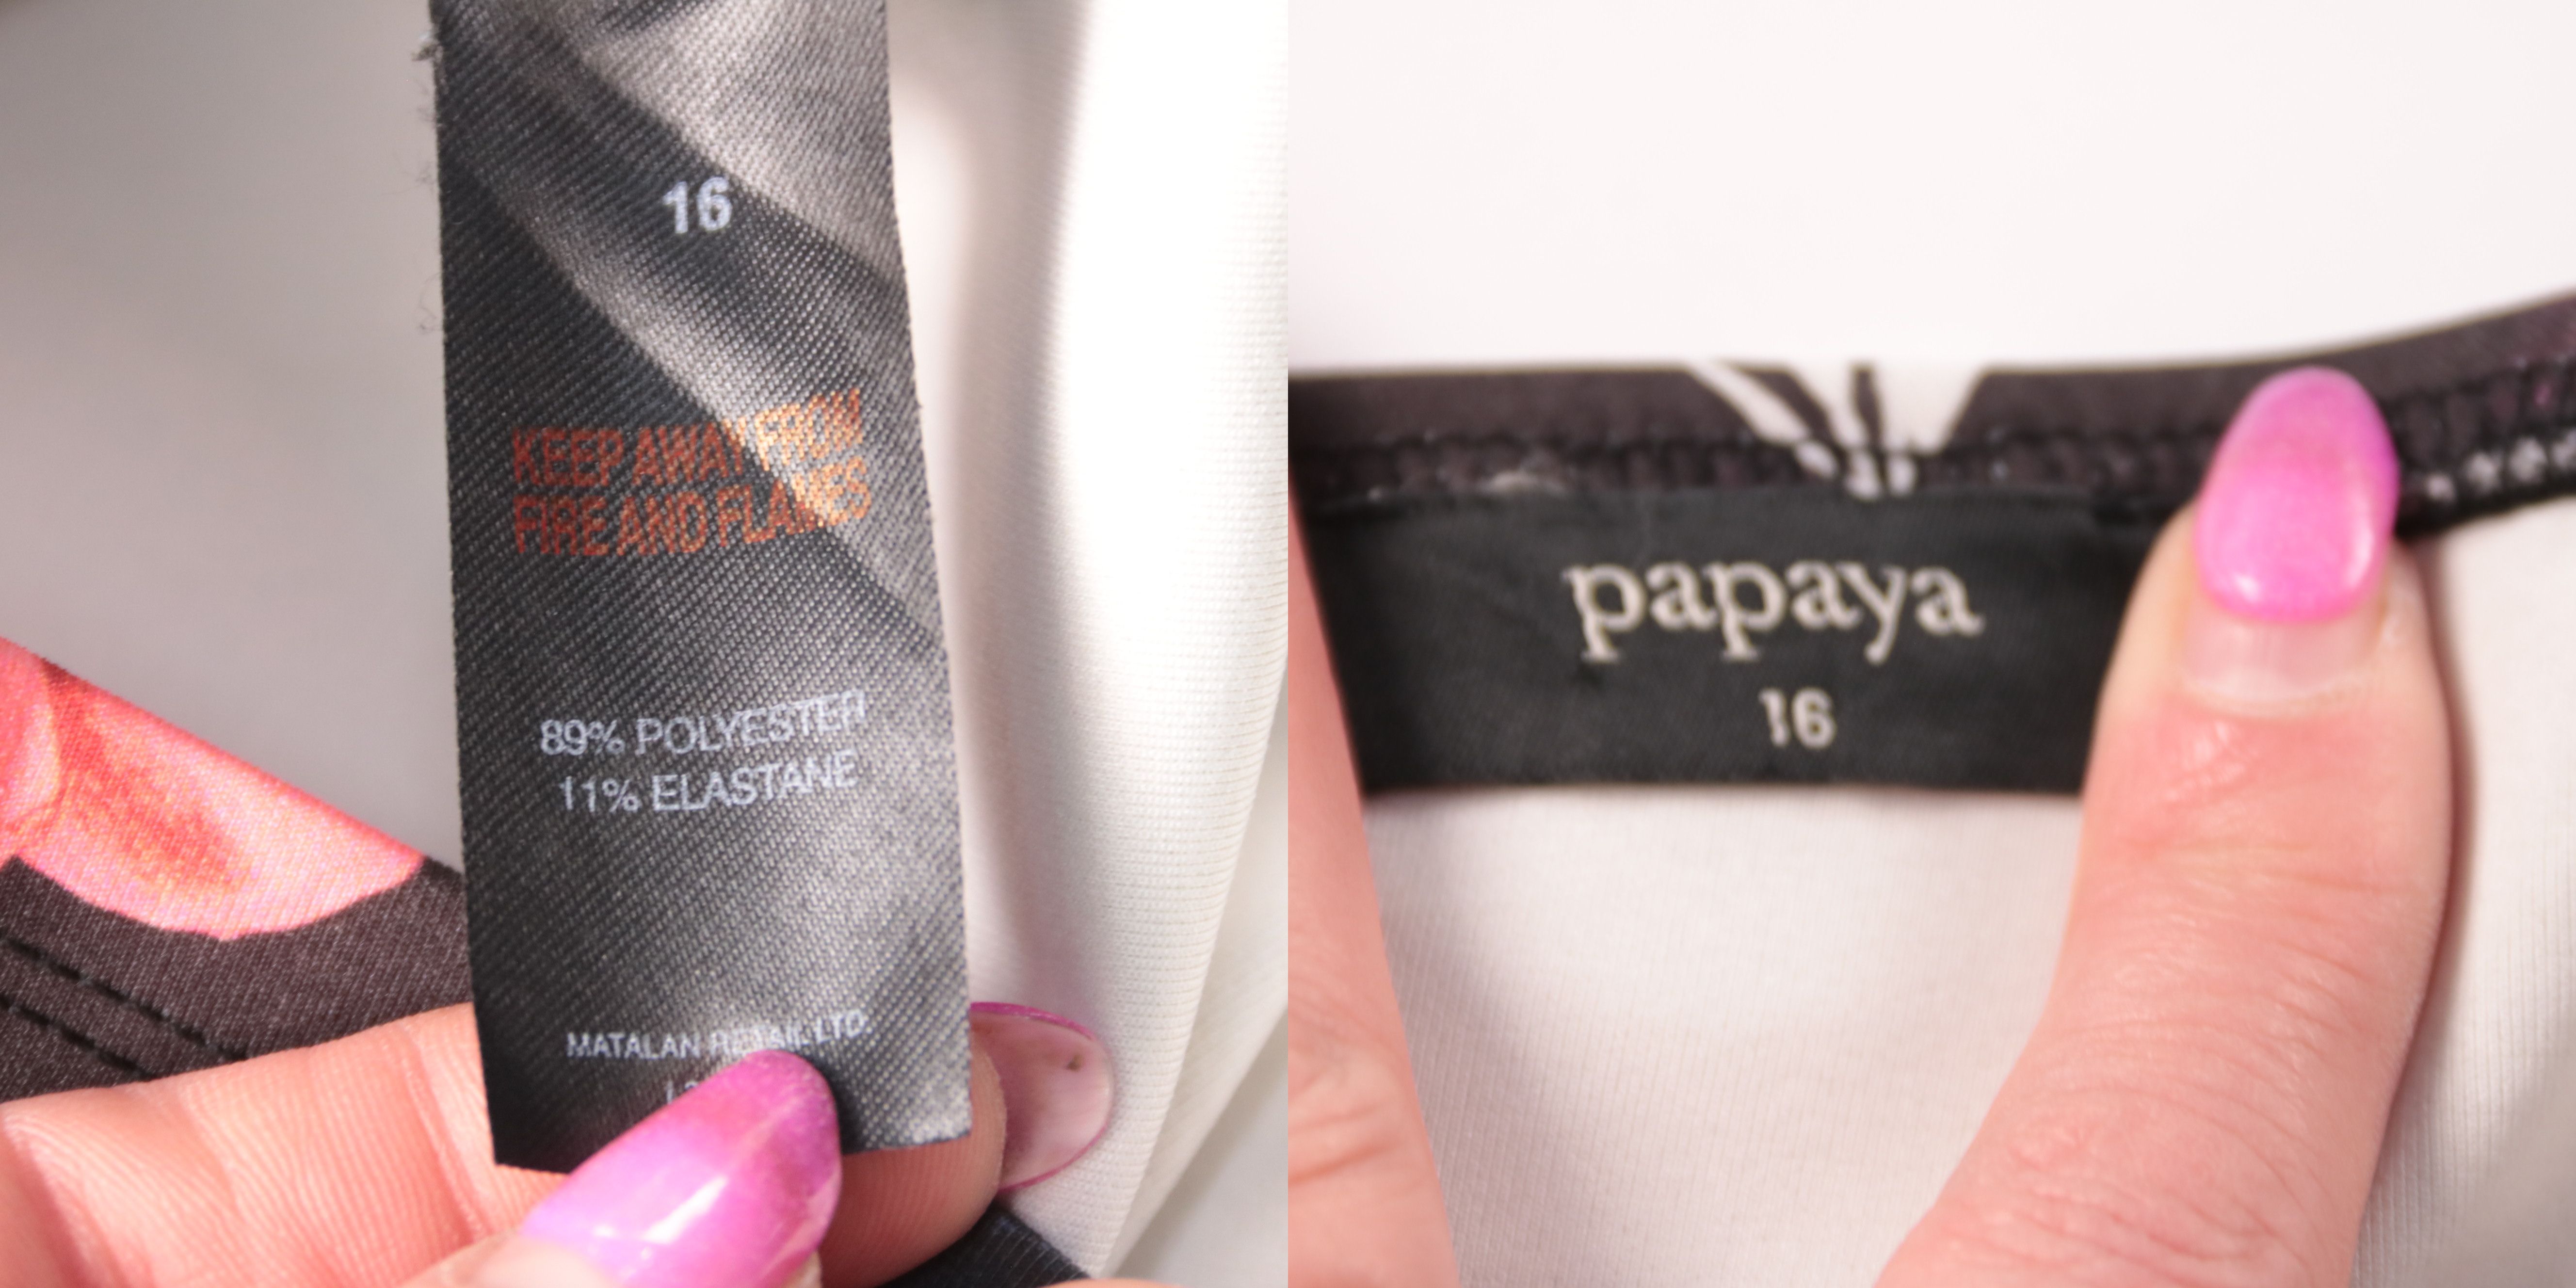 16
KEEP AWAY FROM
FIRE AND FLAMES
89% POLYESTER
11% ELASTANE
MATALAN RETAIL LTD.
papaya
16